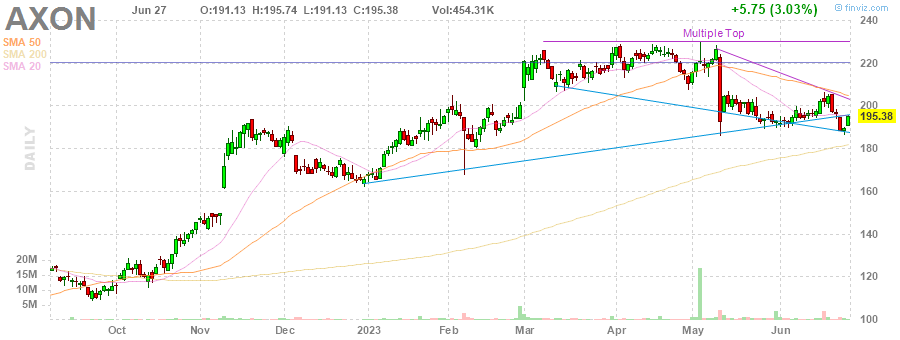 AXON Jun 27 O:191.13 H:195.74 L:191.13 C:195.38 Vol:454.31K +5.75 (3.03%) finviz.com
SMA 50
SMA 200
SMA 20
Multiple Top
240
220
200
195.38
180
160
140
120
100
DAILY
20M
15M
10M
5M
Oct Nov Dec 2023 Feb Mar Apr May Jun